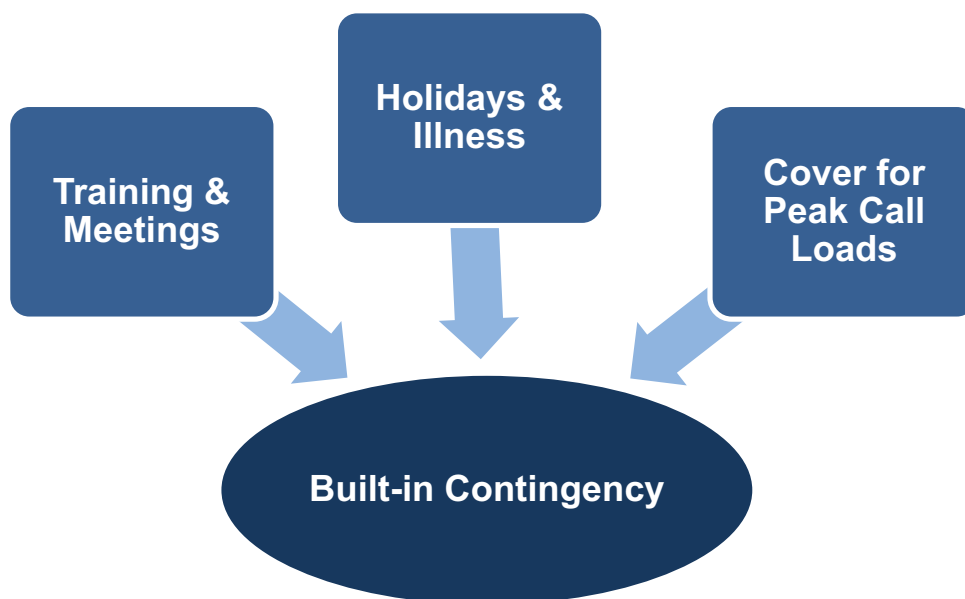 Training &
Meetings
Holidays &
Illness
Cover for
Peak Call
Loads
Built-in Contingency